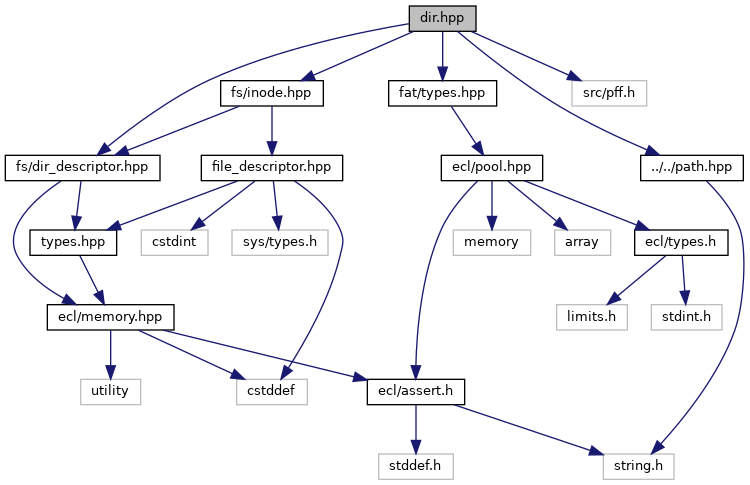 dir.hpp
fs/inode.hpp
fat/types.hpp
src/pff.h
fs/dir_descriptor.hpp
file_descriptor.hpp
ecl/pool.hpp
../../path.hpp
types.hpp
cstdint
sys/types.h
memory
array
ecl/types.h
ecl/memory.hpp
limits.h
stdint.h
utility
cstddef
ecl/assert.h
stddef.h
string.h